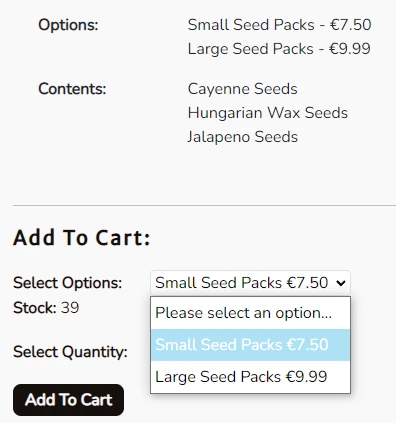 Options: Small Seed Packs - €7.50
Large Seed Packs - €9.99
Contents: Cayenne Seeds
Hungarian Wax Seeds
Jalapeno Seeds
Add To Cart:
Select Options: Small Seed Packs €7.50
Stock: 39
Please select an option...
Small Seed Packs €7.50
Select Quantity:
Large Seed Packs €9.99
Add To Cart